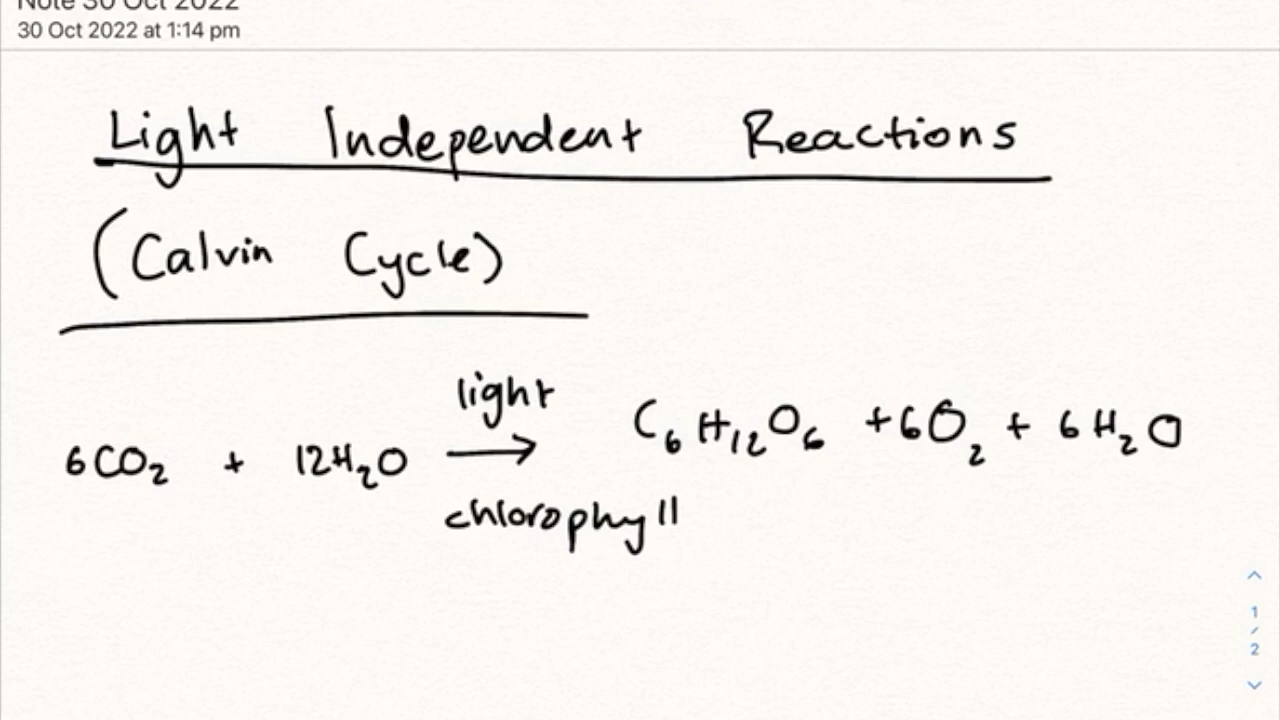 Note 30 Oct 2022
30 Oct 2022 at 1:14 pm
Light Independent Reactions
(Calvin Cycle)
light
6CO₂ + 12H₂O → C₆H₁₂O₆ + 6O₂ + 6H₂O
chlorophyll
1
/
2